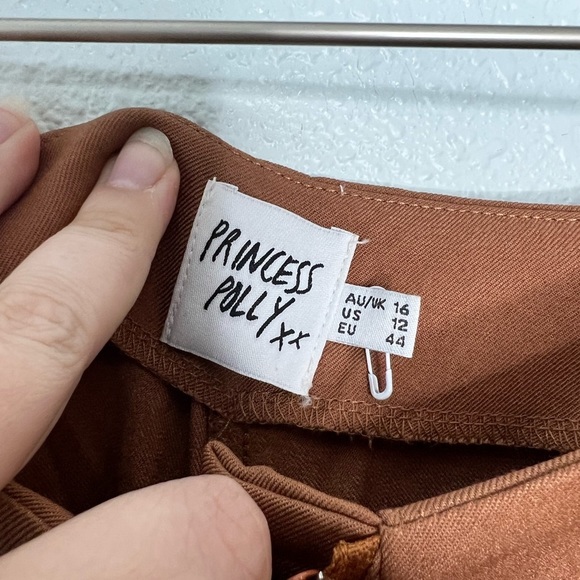 PRINCESS
POLLY
xx
AU/UK 16
US 12
EU 44